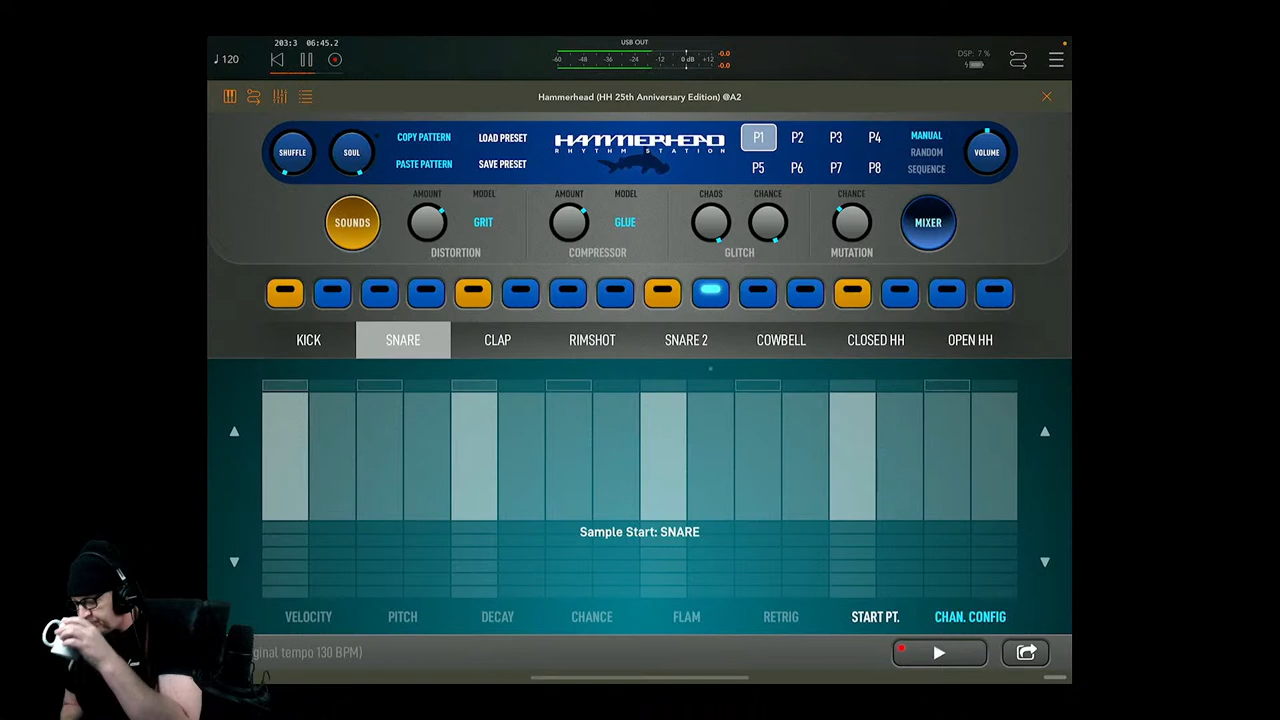 203:3 06:45.2
USB OUT
♩120
-60 -48 -36 -24 -12 0 dB +12
-0.0
-0.0
DSP: 7 %
Hammerhead (HH 25th Anniversary Edition) @A2
SHUFFLE
SOUL
COPY PATTERN
LOAD PRESET
PASTE PATTERN
SAVE PRESET
HAMMERHEAD
RHYTHM STATION
P1 P2 P3 P4
P5 P6 P7 P8
MANUAL
RANDOM
SEQUENCE
VOLUME
SOUNDS
AMOUNT MODEL
GRIT
DISTORTION
AMOUNT MODEL
GLUE
COMPRESSOR
CHAOS CHANCE
GLITCH
CHANCE
MUTATION
MIXER
KICK SNARE CLAP RIMSHOT SNARE 2 COWBELL CLOSED HH OPEN HH
Sample Start: SNARE
VELOCITY PITCH DECAY CHANCE FLAM RETRIG START PT. CHAN. CONFIG
ginal tempo 130 BPM)